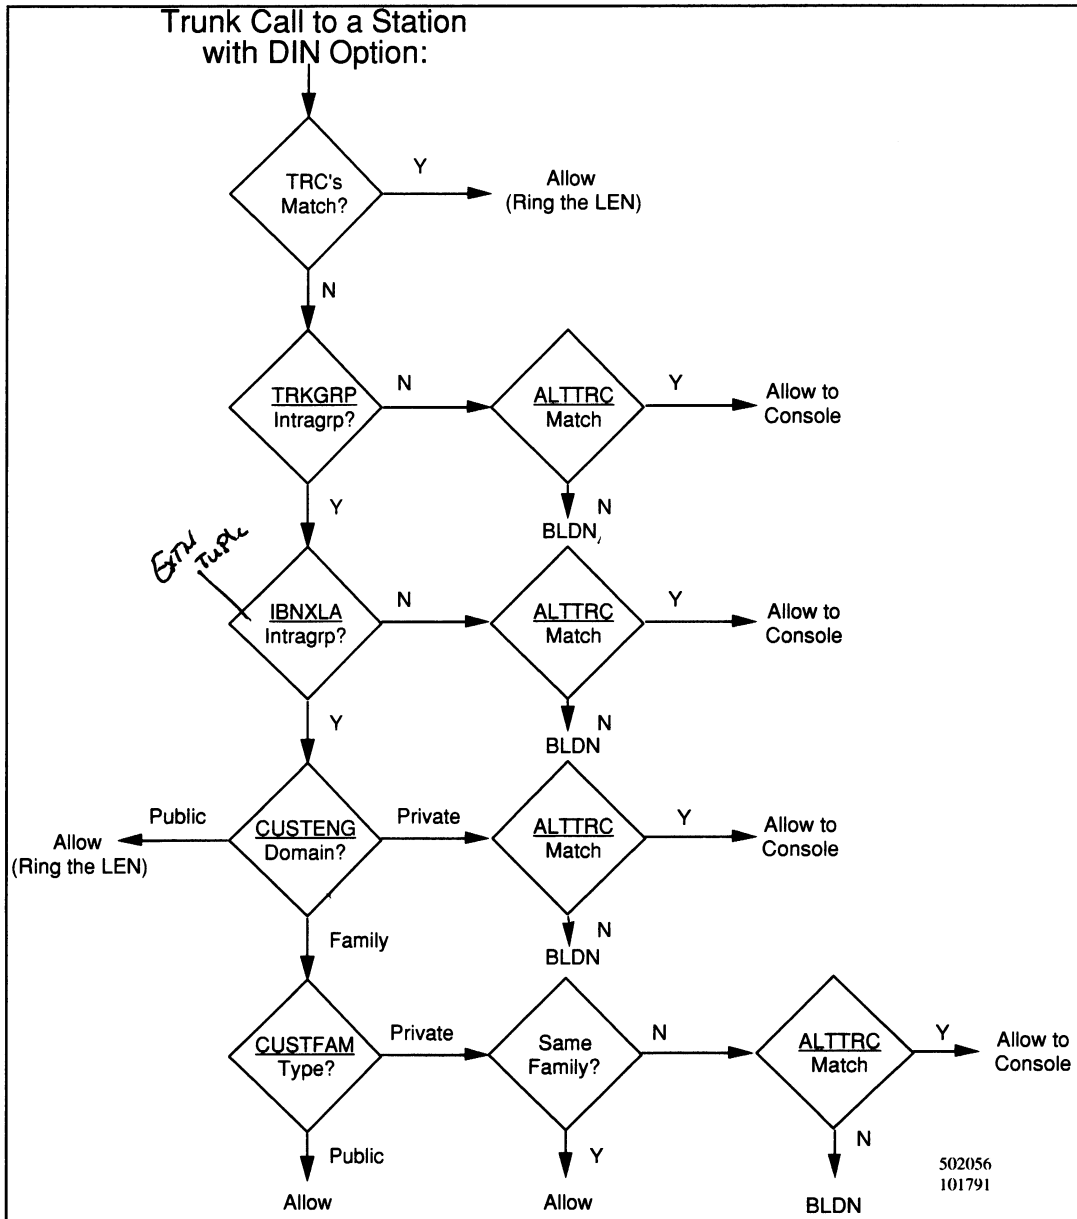 Trunk Call to a Station
with DIN Option:
TRC's
Match?
Y
Allow
(Ring the LEN)
N
TRKGRP
Intragrp?
N
ALTTRC
Match
Y
Allow to
Console
Y
N
BLDN
EXTN
Tuple
IBNXLA
Intragrp?
N
ALTTRC
Match
Y
Allow to
Console
Y
N
BLDN
Public
Allow
(Ring the LEN)
CUSTENG
Domain?
Private
ALTTRC
Match
Y
Allow to
Console
Family
N
BLDN
CUSTFAM
Type?
Private
Same
Family?
N
ALTTRC
Match
Y
Allow to
Console
Public
Allow
Y
Allow
N
BLDN
502056
101791